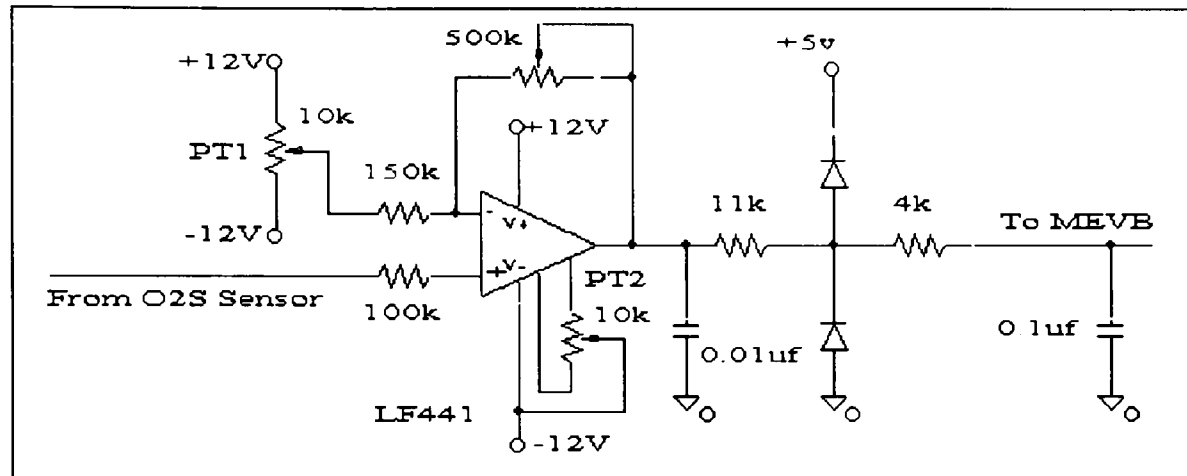 500k
+5v
+12V
10k
+12V
PT1
150k
11k
4k
To MEVB
-
V+
-12V
+
V-
PT2
From O2S Sensor
100k
10k
0.01uf
0.1uf
LF441
-12V